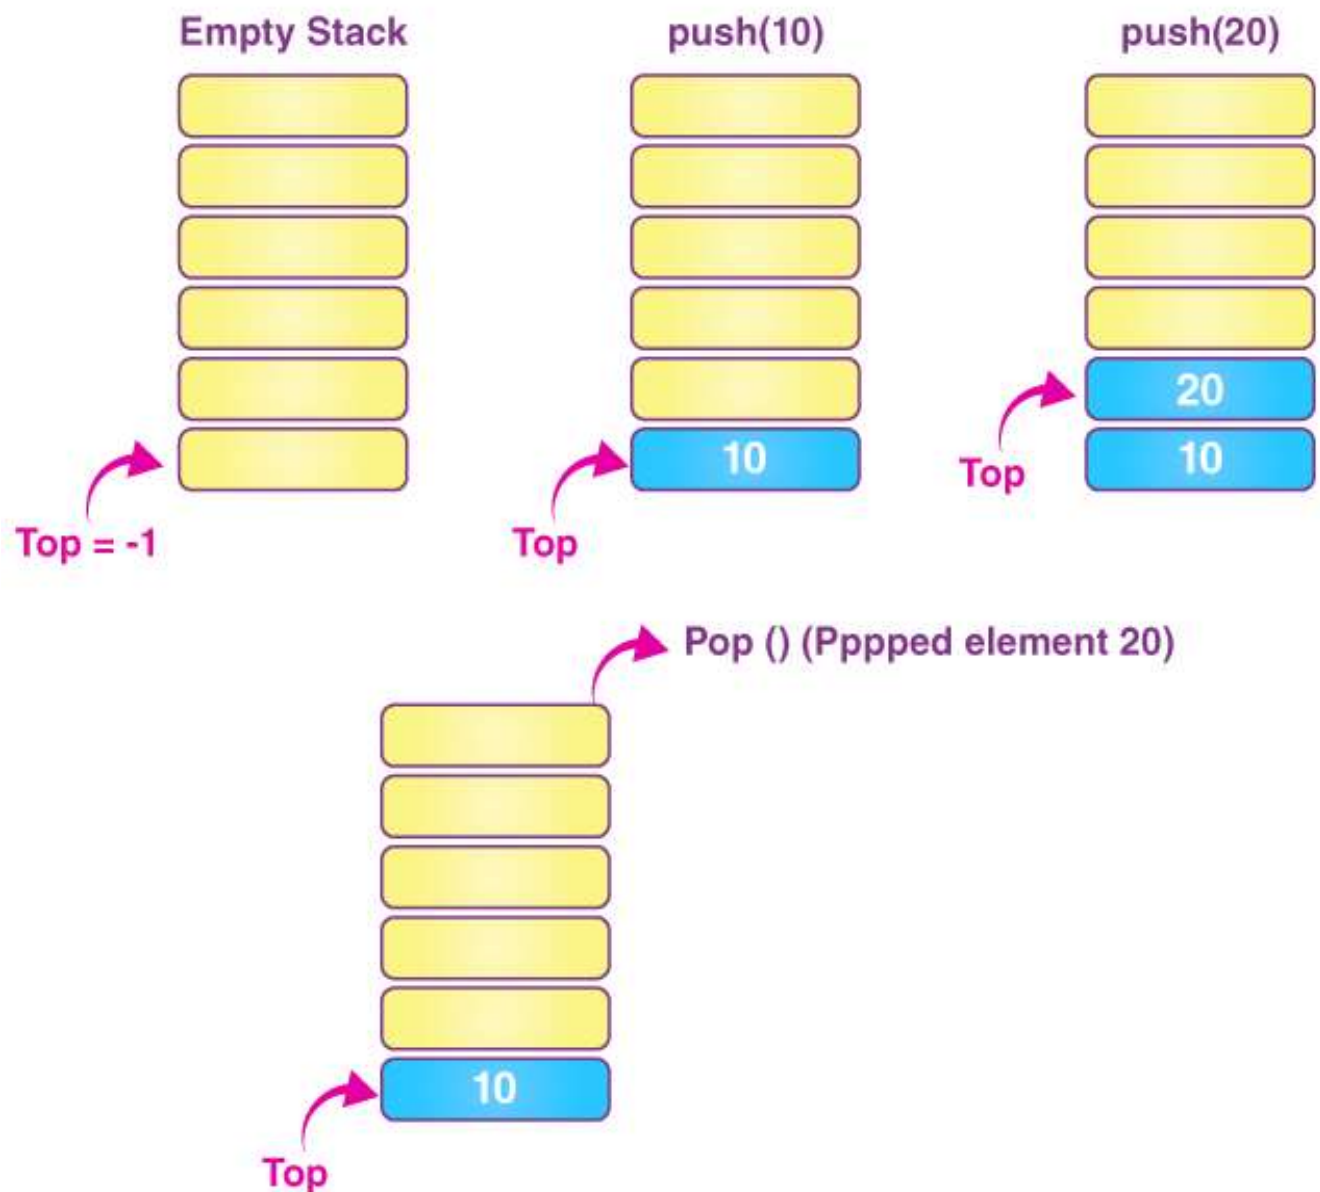 Empty Stack
push(10)
push(20)
20
10
10
Top
Top = -1
Top
Pop () (Pppped element 20)
10
Top